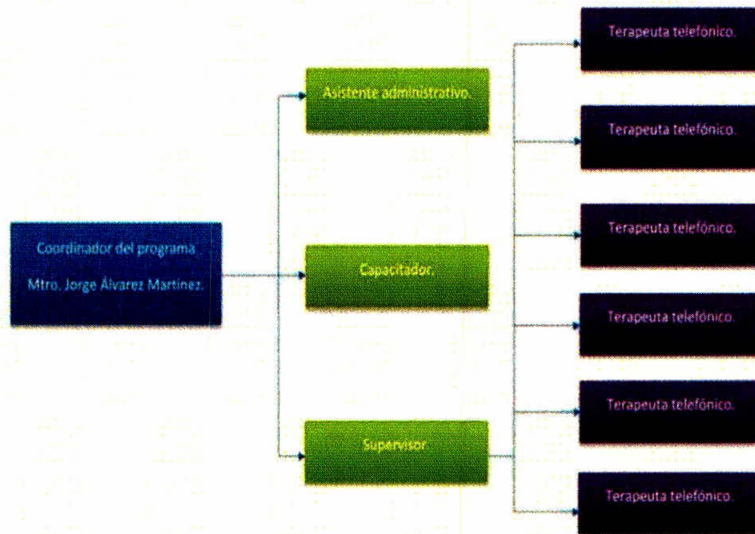 Coordinador del programa
Mtro. Jorge Álvarez Martínez.
Asistente administrativo.
Capacitador.
Supervisor
Terapeuta telefónico.
Terapeuta telefónico.
Terapeuta telefónico.
Terapeuta telefónico.
Terapeuta telefónico.
Terapeuta telefónico.